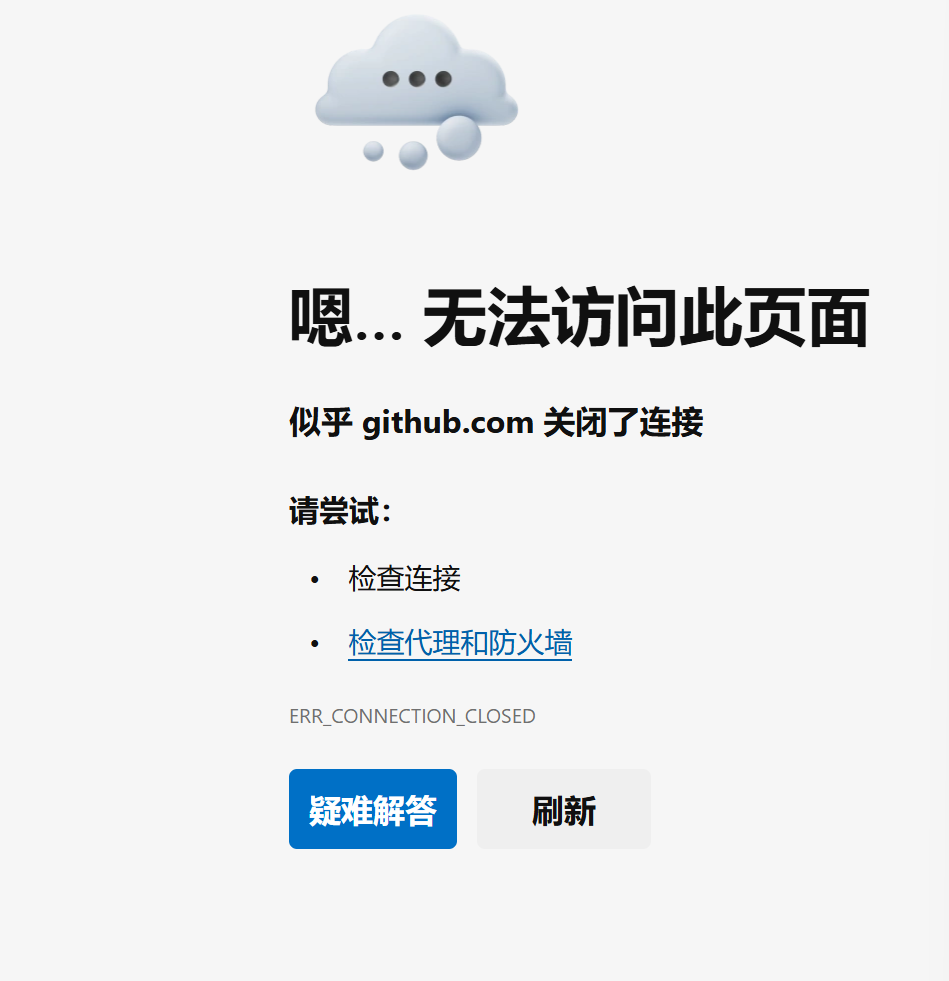 嗯… 无法访问此页面
似乎 github.com 关闭了连接
请尝试：
• 检查连接
• 检查代理和防火墙
ERR_CONNECTION_CLOSED
疑难解答 刷新